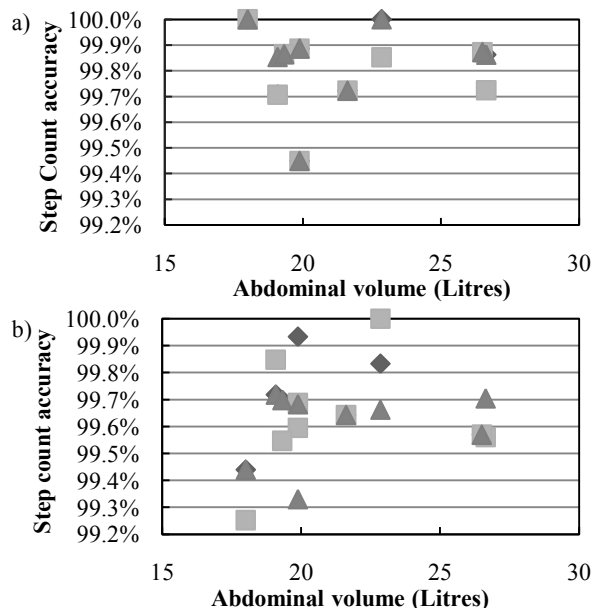 a)
Step Count accuracy
100.0%
99.9%
99.8%
99.7%
99.6%
99.5%
99.4%
99.3%
99.2%
15 20 25 30
Abdominal volume (Litres)
b)
Step count accuracy
100.0%
99.9%
99.8%
99.7%
99.6%
99.5%
99.4%
99.3%
99.2%
15 20 25 30
Abdominal volume (Litres)